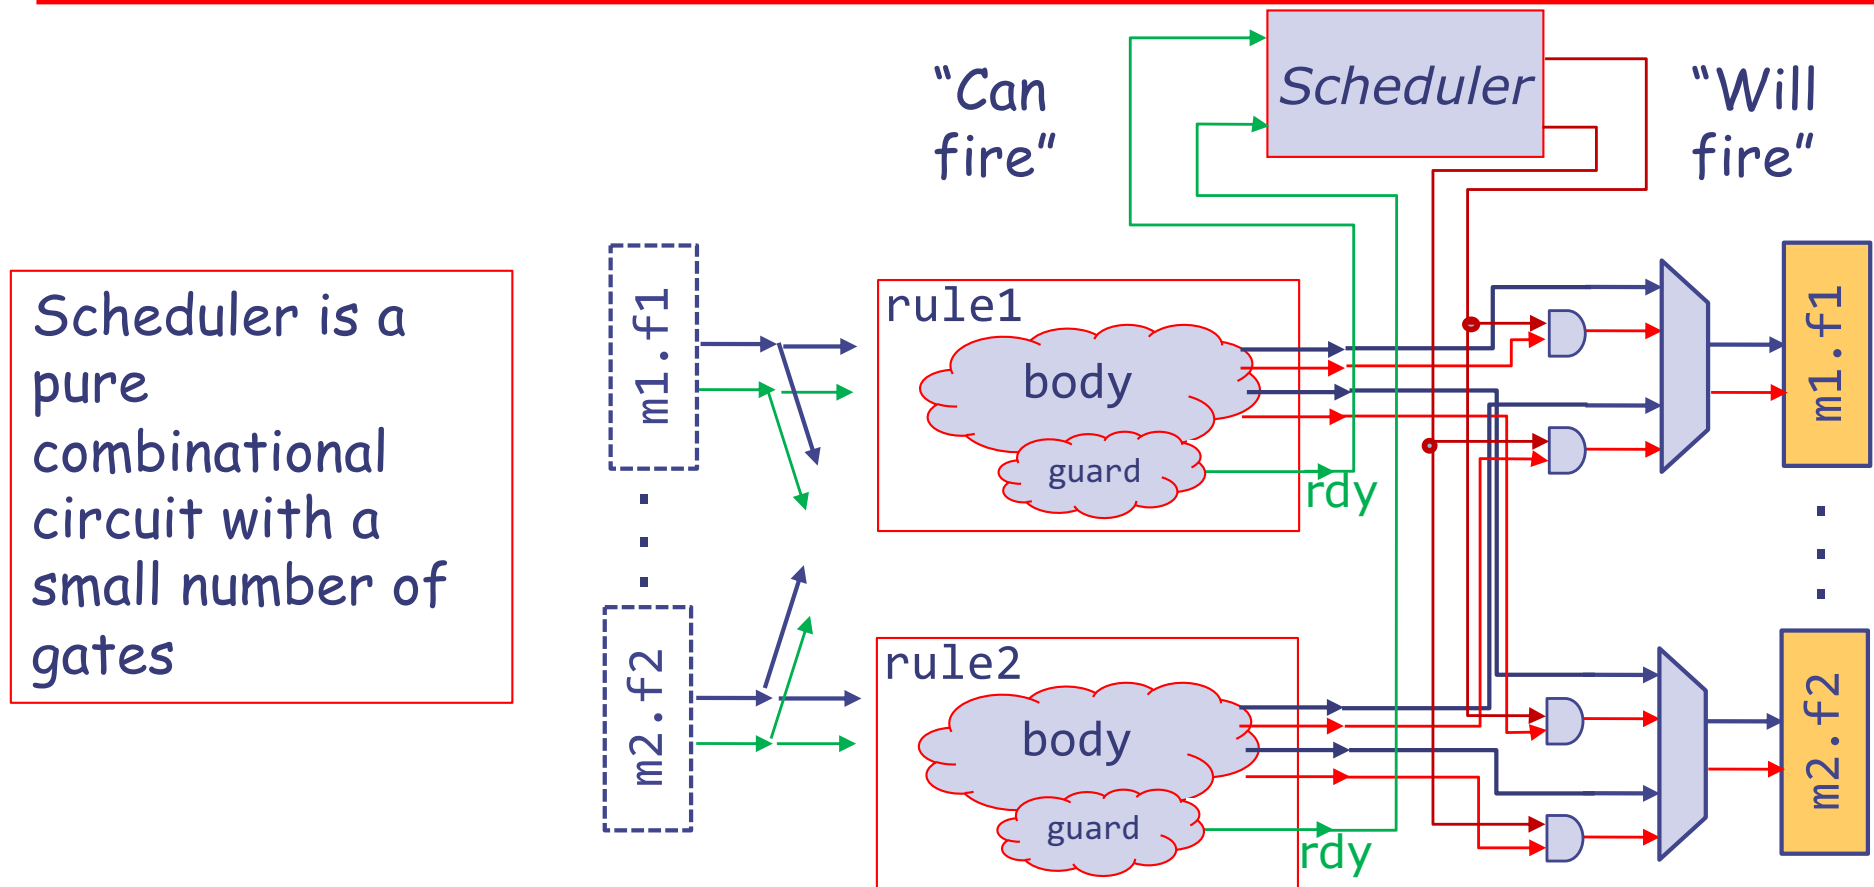 “Can
fire”
Scheduler
“Will
fire”
Scheduler is a
pure
combinational
circuit with a
small number of
gates
m1.f1
rule1
body
guard
rdy
m1.f1
m2.f2
rule2
body
guard
rdy
m2.f2